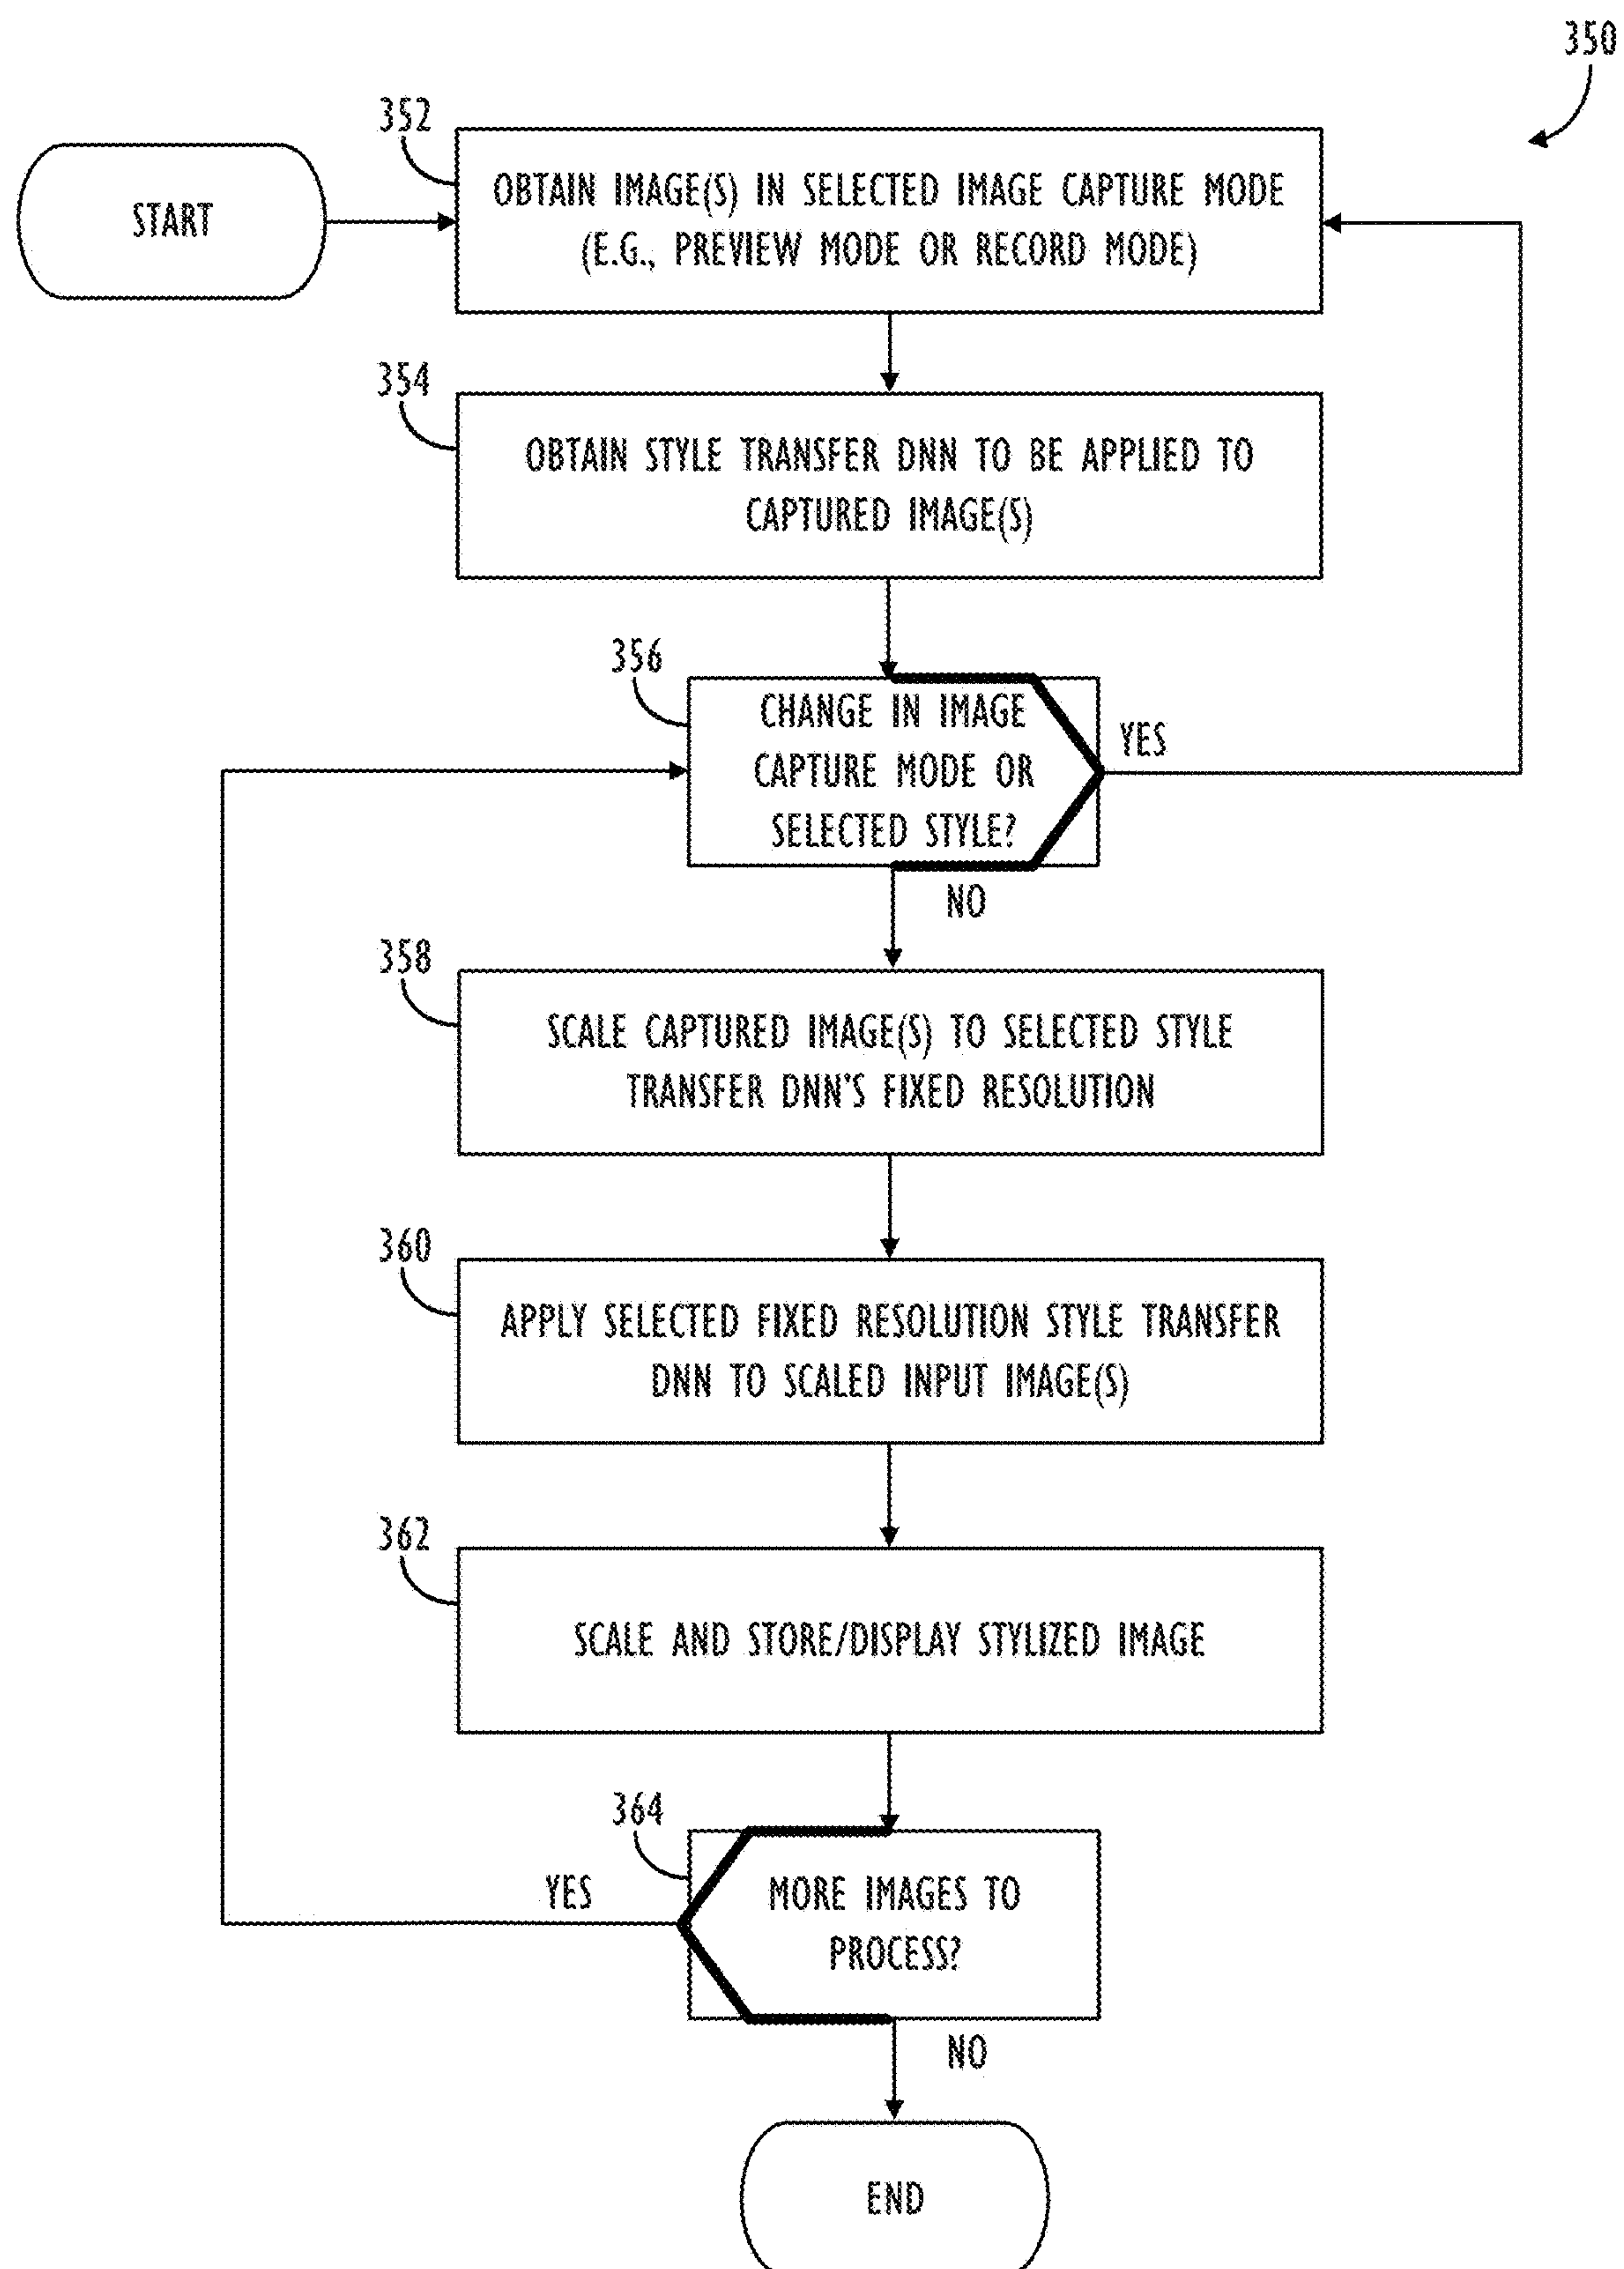 350
352
START
OBTAIN IMAGE(S) IN SELECTED IMAGE CAPTURE MODE
(E.G., PREVIEW MODE OR RECORD MODE)
354
OBTAIN STYLE TRANSFER DNN TO BE APPLIED TO
CAPTURED IMAGE(S)
356
CHANGE IN IMAGE
CAPTURE MODE OR
SELECTED STYLE?
YES
NO
358
SCALE CAPTURED IMAGE(S) TO SELECTED STYLE
TRANSFER DNN'S FIXED RESOLUTION
360
APPLY SELECTED FIXED RESOLUTION STYLE TRANSFER
DNN TO SCALED INPUT IMAGE(S)
362
SCALE AND STORE/DISPLAY STYLIZED IMAGE
364
YES
MORE IMAGES TO
PROCESS?
NO
END